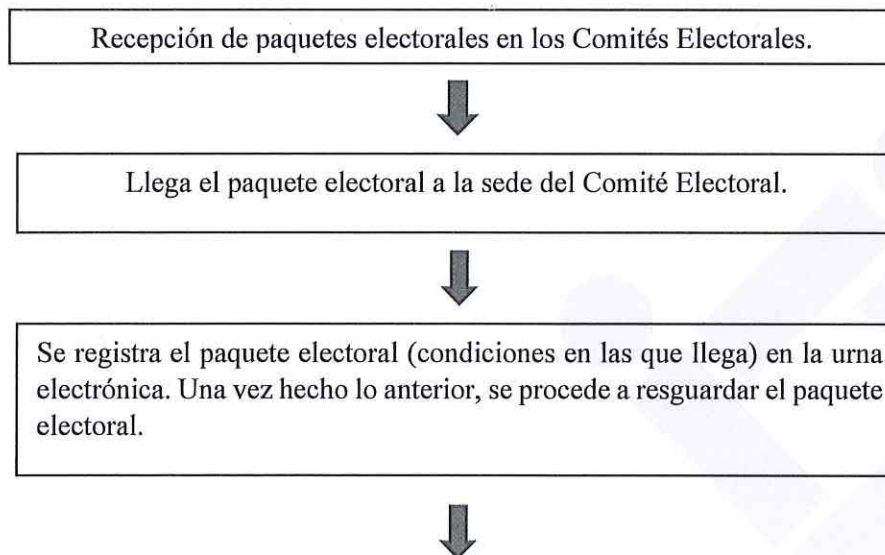 Recepción de paquetes electorales en los Comités Electorales.
Llega el paquete electoral a la sede del Comité Electoral.
Se registra el paquete electoral (condiciones en las que llega) en la urna
electrónica. Una vez hecho lo anterior, se procede a resguardar el paquete
electoral.